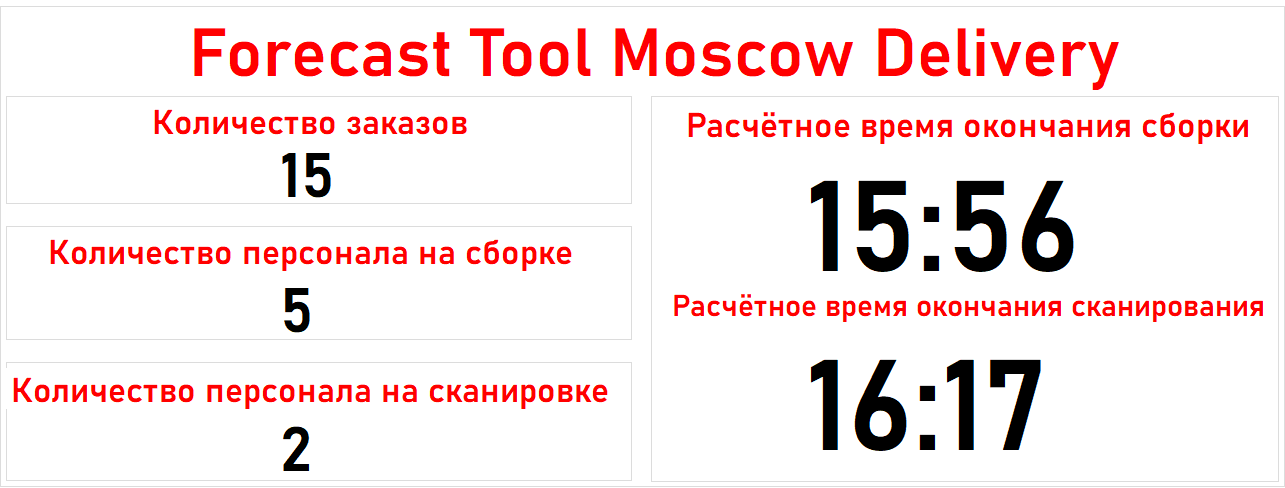 Forecast Tool Moscow Delivery
Количество заказов
15
Количество персонала на сборке
5
Количество персонала на сканировке
2
Расчётное время окончания сборки
15:56
Расчётное время окончания сканирования
16:17